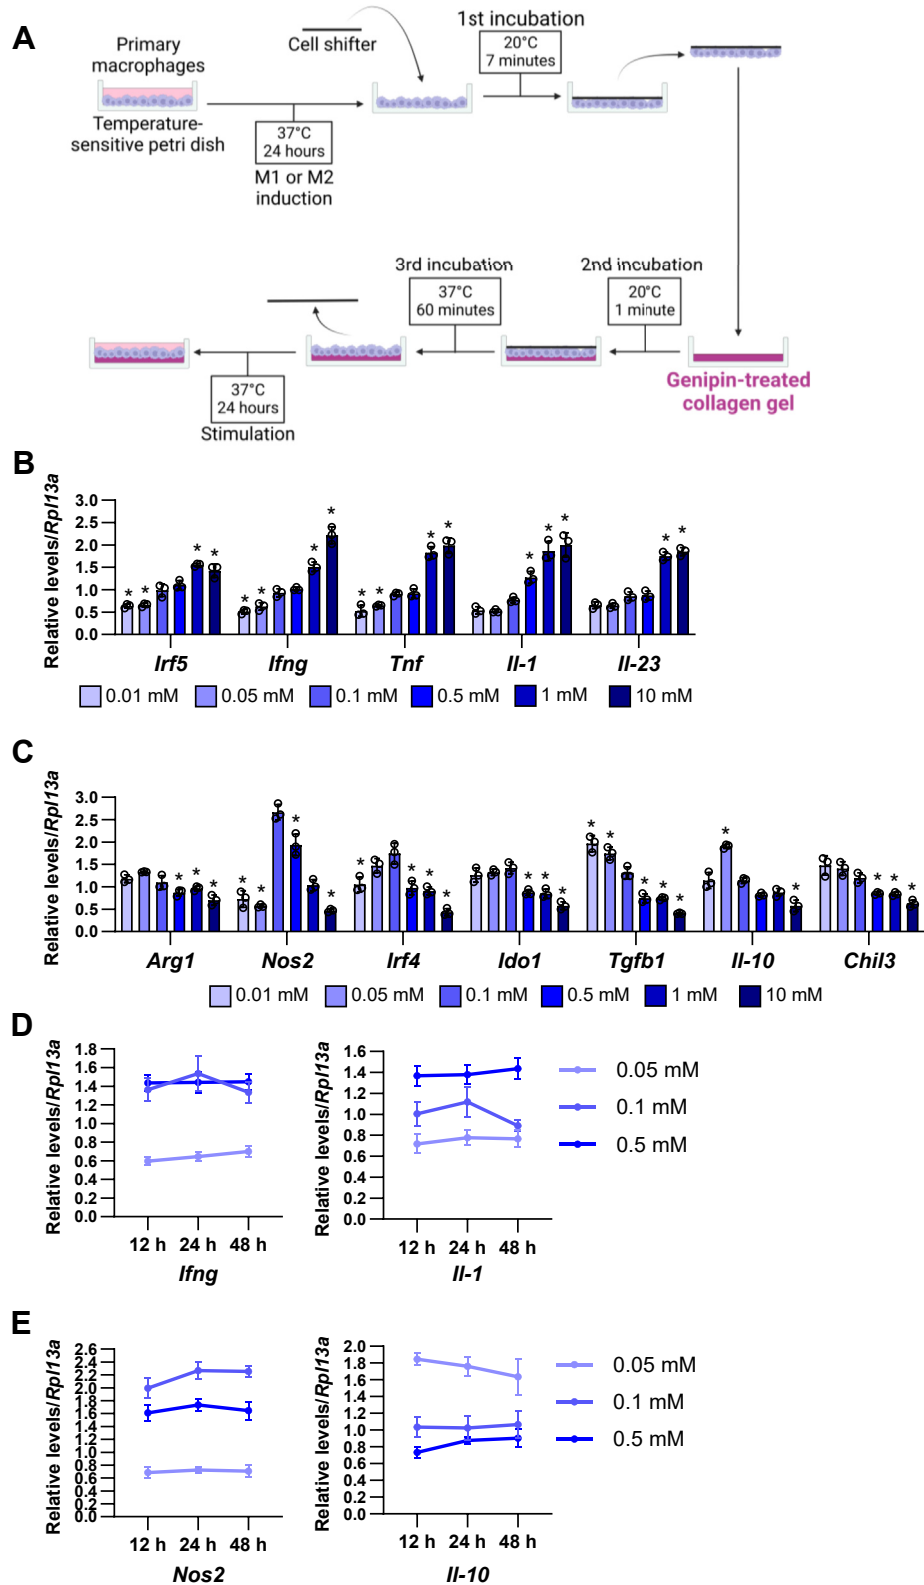 A
Primary
macrophages
Temperature-
sensitive petri dish
37°C
24 hours
M1 or M2
induction
Cell shifter
1st incubation
20°C
7 minutes
3rd incubation
37°C
60 minutes
2nd incubation
20°C
1 minute
Genipin-treated
collagen gel
37°C
24 hours
Stimulation
B
Relative levels/Rpl13a
3.0
2.5
2.0
1.5
1.0
0.5
0.0
* * * * * * * * * * * * * * * * * *
Irf5 Ifng Tnf Il-1 Il-23
0.01 mM 0.05 mM 0.1 mM 0.5 mM 1 mM 10 mM
C
Relative levels/Rpl13a
3.0
2.5
2.0
1.5
1.0
0.5
0.0
* * * * * * * * * * * * * * * * * * * * * * * *
Arg1 Nos2 Irf4 Ido1 Tgfb1 Il-10 Chil3
0.01 mM 0.05 mM 0.1 mM 0.5 mM 1 mM 10 mM
D
Relative levels/Rpl13a
1.8
1.6
1.4
1.2
1.0
0.8
0.6
0.4
0.2
0.0
12 h 24 h 48 h
Ifng
Relative levels/Rpl13a
1.6
1.4
1.2
1.0
0.8
0.6
0.4
0.2
0.0
12 h 24 h 48 h
Il-1
0.05 mM
0.1 mM
0.5 mM
E
Relative levels/Rpl13a
2.6
2.4
2.2
2.0
1.8
1.6
1.4
1.2
1.0
0.8
0.6
0.4
0.2
0.0
12 h 24 h 48 h
Nos2
Relative levels/Rpl13a
2.0
1.8
1.6
1.4
1.2
1.0
0.8
0.6
0.4
0.2
0.0
12 h 24 h 48 h
Il-10
0.05 mM
0.1 mM
0.5 mM